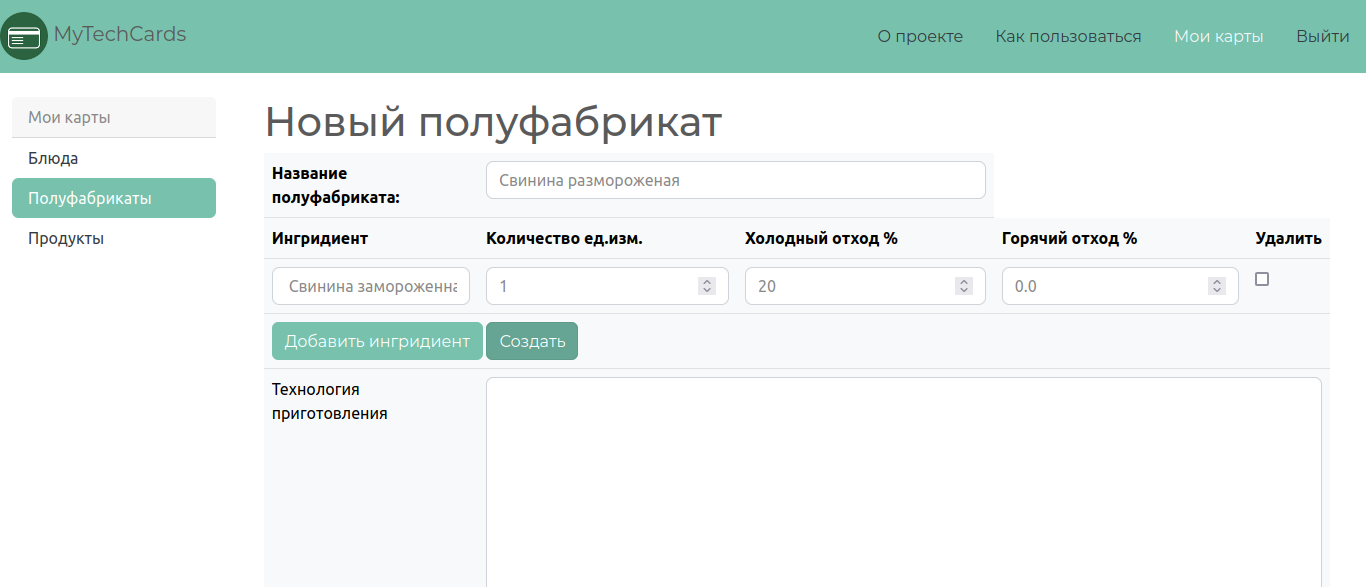 MyTechCards
О проекте
Как пользоваться
Мои карты
Выйти
Мои карты
Блюда
Полуфабрикаты
Продукты
Новый полуфабрикат
Название
полуфабриката:
Свинина размороженая
Ингридиент
Количество ед.изм.
Холодный отход %
Горячий отход %
Удалить
Свинина замороженна
1
20
0.0
Добавить ингридиент
Создать
Технология
приготовления